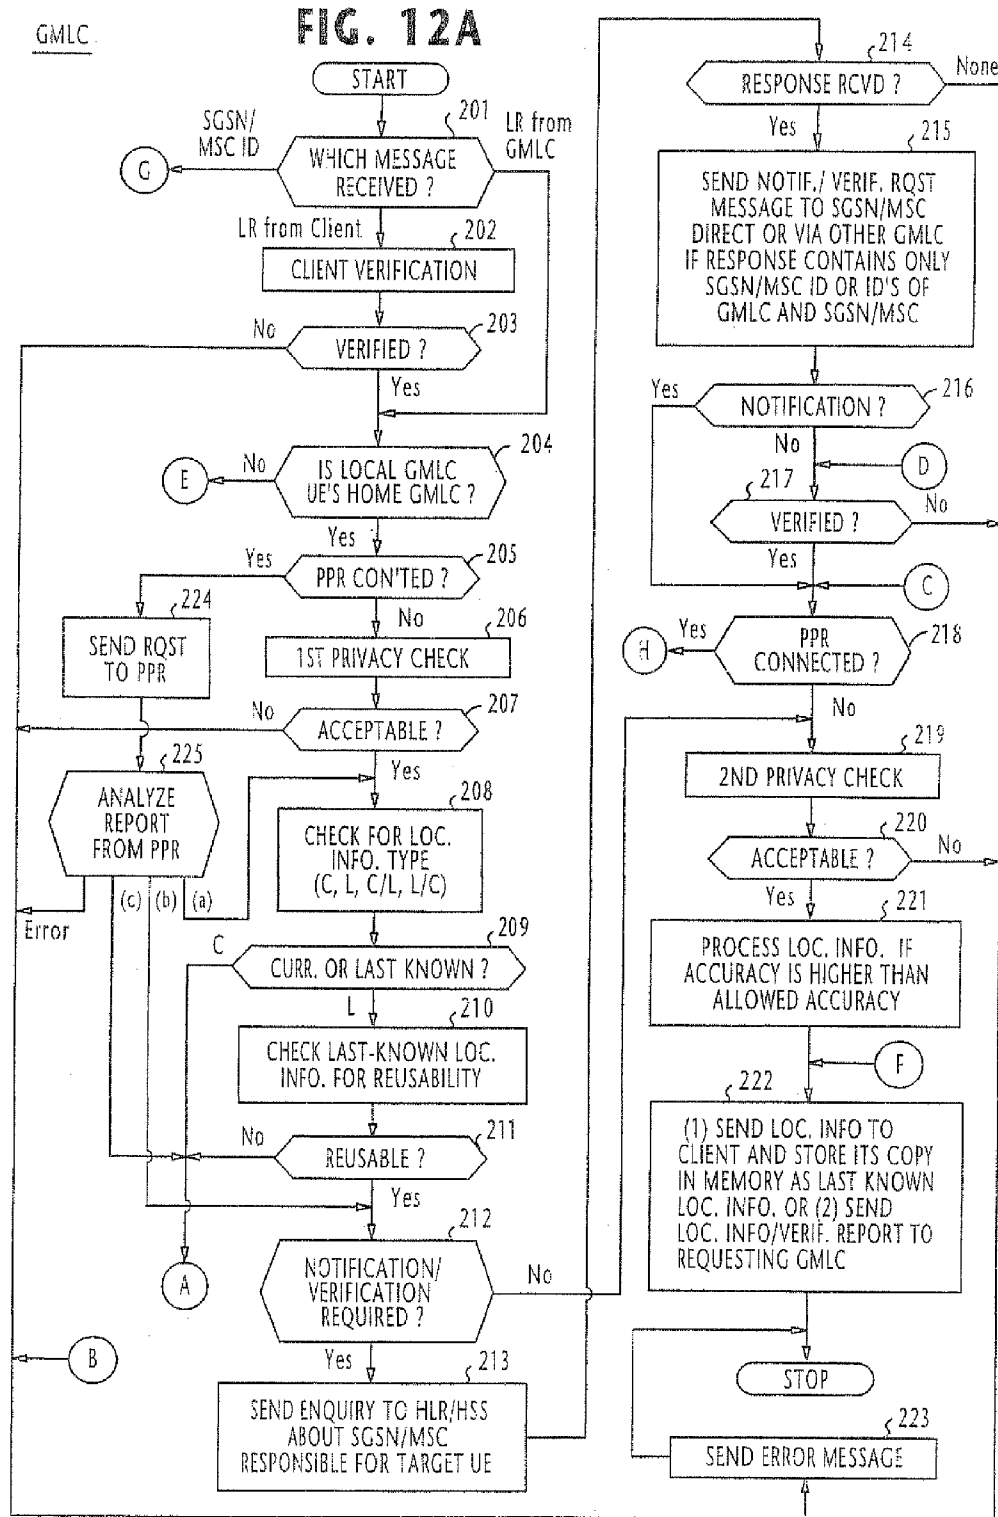 GMLC
FIG. 12A
START
201
SGSN/
MSC ID
LR from
GMLC
G
WHICH MESSAGE
RECEIVED ?
LR from Client
202
CLIENT VERIFICATION
203
No
VERIFIED ?
Yes
204
E
No
IS LOCAL GMLC
UE'S HOME GMLC ?
Yes
205
Yes
PPR CON'TED ?
224
No
206
SEND RQST
TO PPR
1ST PRIVACY CHECK
207
No
ACCEPTABLE ?
225
Yes
ANALYZE
REPORT
FROM PPR
208
CHECK FOR LOC.
INFO. TYPE
(C, L, C/L, L/C)
(c)
(b)
(a)
Error
209
C
CURR. OR LAST KNOWN ?
L
210
CHECK LAST-KNOWN LOC.
INFO. FOR REUSABILITY
211
No
REUSABLE ?
Yes
212
A
NOTIFICATION/
VERIFICATION
REQUIRED ?
No
B
Yes
213
SEND ENQUIRY TO HLR/HSS
ABOUT SGSN/MSC
RESPONSIBLE FOR TARGET UE
214
RESPONSE RCVD ?
None
Yes
215
SEND NOTIF./ VERIF. RQST
MESSAGE TO SGSN/MSC
DIRECT OR VIA OTHER GMLC
IF RESPONSE CONTAINS ONLY
SGSN/MSC ID OR ID'S OF
GMLC AND SGSN/MSC
216
Yes
NOTIFICATION ?
No
D
217
VERIFIED ?
No
Yes
C
218
H
Yes
PPR
CONNECTED ?
No
219
2ND PRIVACY CHECK
220
ACCEPTABLE ?
No
Yes
221
PROCESS LOC. INFO. IF
ACCURACY IS HIGHER THAN
ALLOWED ACCURACY
F
222
(1) SEND LOC. INFO TO
CLIENT AND STORE ITS COPY
IN MEMORY AS LAST KNOWN
LOC. INFO. OR (2) SEND
LOC. INFO/VERIF. REPORT TO
REQUESTING GMLC
STOP
223
SEND ERROR MESSAGE